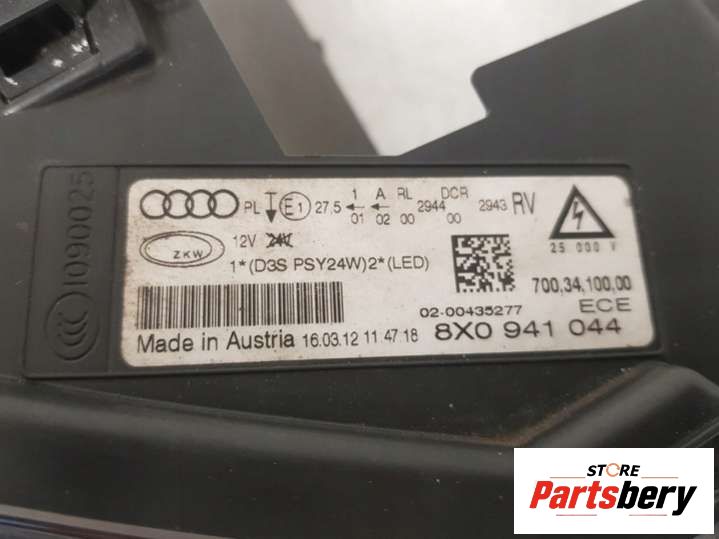 I090025
CCC
PL E1 27,5 1 A RL DCR
01 02 00 2944 00 2943 RV
ZKW 12V 24V
25 000 V
1*(D3S PSY24W)2*(LED)
700,34,100,00
02-00435277 ECE
Made in Austria 16.03.12 11:47:18 8X0 941 044
STORE
Partsbery